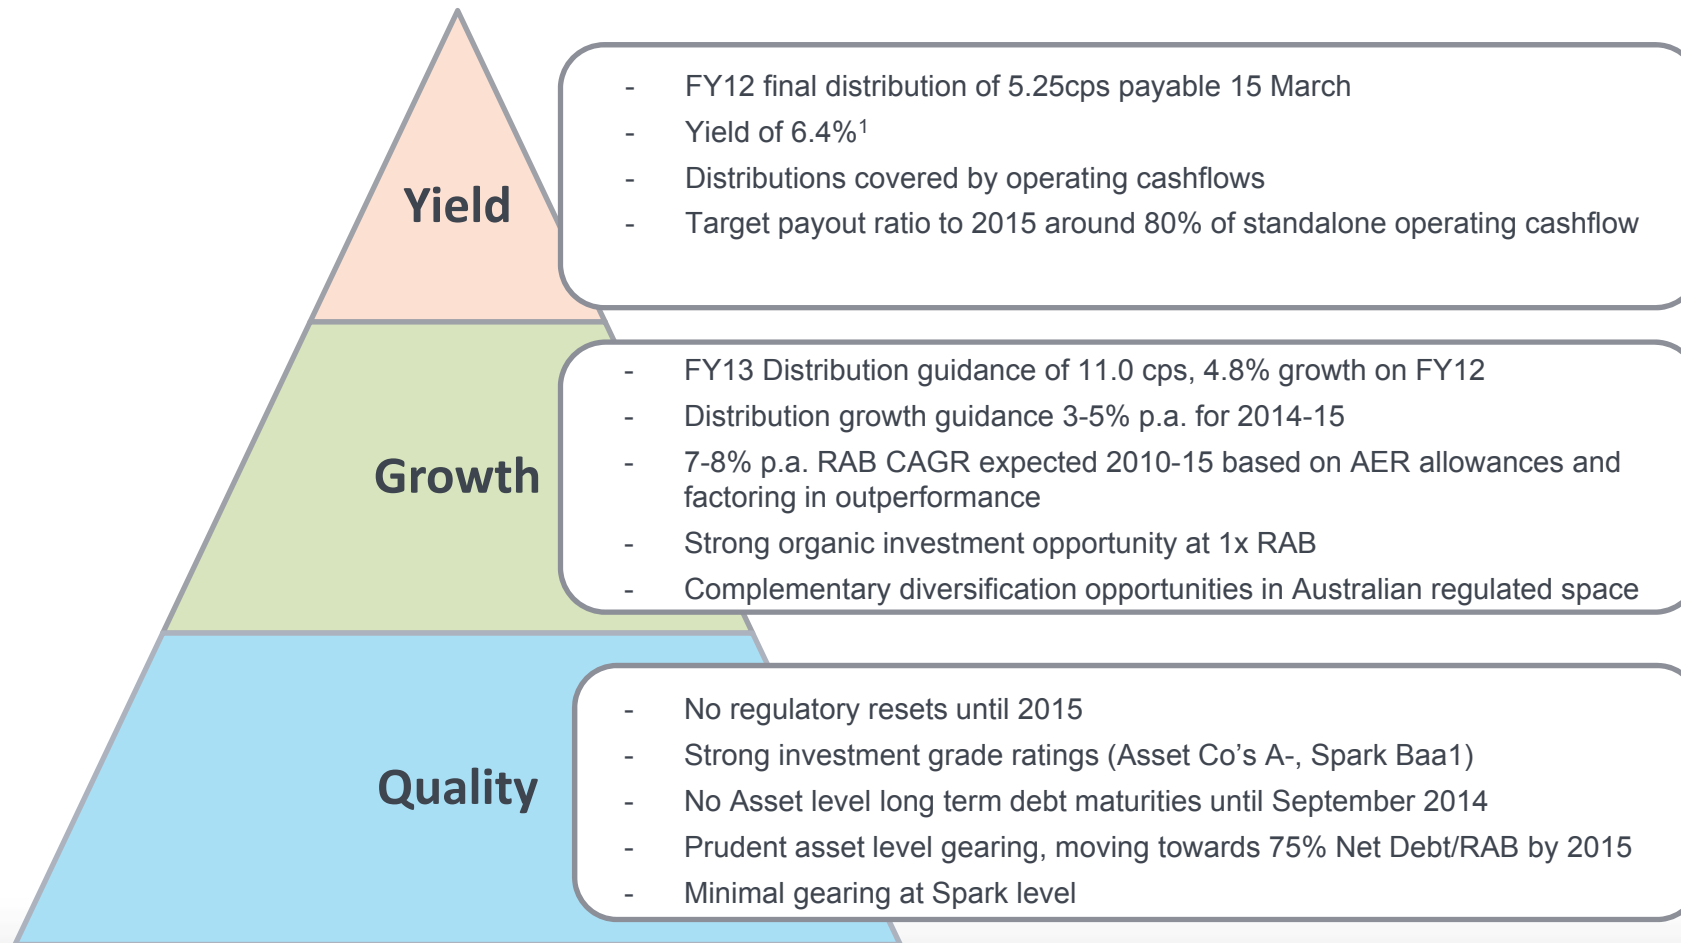 Yield
- FY12 final distribution of 5.25cps payable 15 March
- Yield of 6.4%¹
- Distributions covered by operating cashflows
- Target payout ratio to 2015 around 80% of standalone operating cashflow
Growth
- FY13 Distribution guidance of 11.0 cps, 4.8% growth on FY12
- Distribution growth guidance 3-5% p.a. for 2014-15
- 7-8% p.a. RAB CAGR expected 2010-15 based on AER allowances and
factoring in outperformance
- Strong organic investment opportunity at 1x RAB
- Complementary diversification opportunities in Australian regulated space
Quality
- No regulatory resets until 2015
- Strong investment grade ratings (Asset Co’s A-, Spark Baa1)
- No Asset level long term debt maturities until September 2014
- Prudent asset level gearing, moving towards 75% Net Debt/RAB by 2015
- Minimal gearing at Spark level